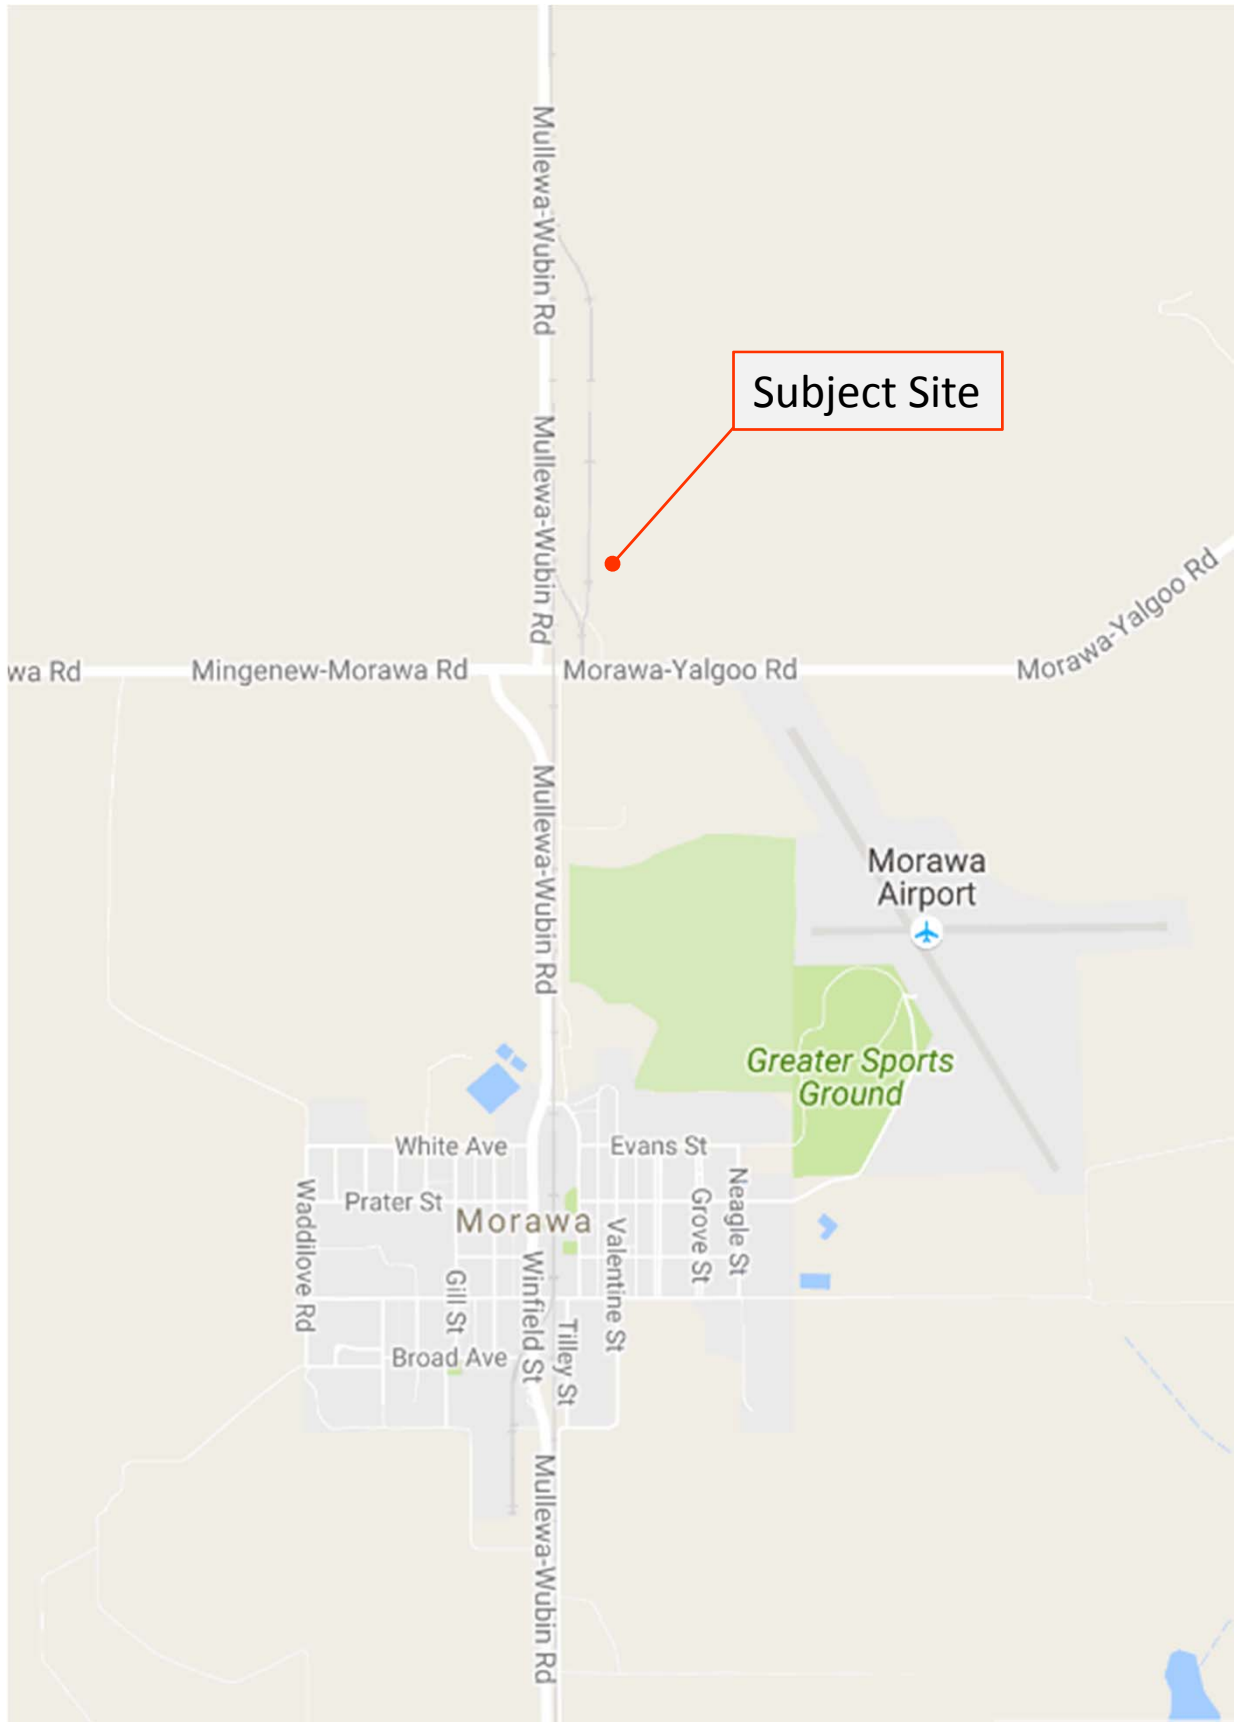 Mullewa-Wubin Rd
Subject Site
Mullewa-Wubin Rd
Morawa-Yalgoo Rd
wa Rd
Mingenew-Morawa Rd
Morawa-Yalgoo Rd
Mullewa-Wubin Rd
Morawa
Airport
Greater Sports
Ground
White Ave
Evans St
Prater St
Morawa
Waddilove Rd
Gill St
Winfield St
Tilley St
Valentine St
Grove St
Neagle St
Broad Ave
Mullewa-Wubin Rd